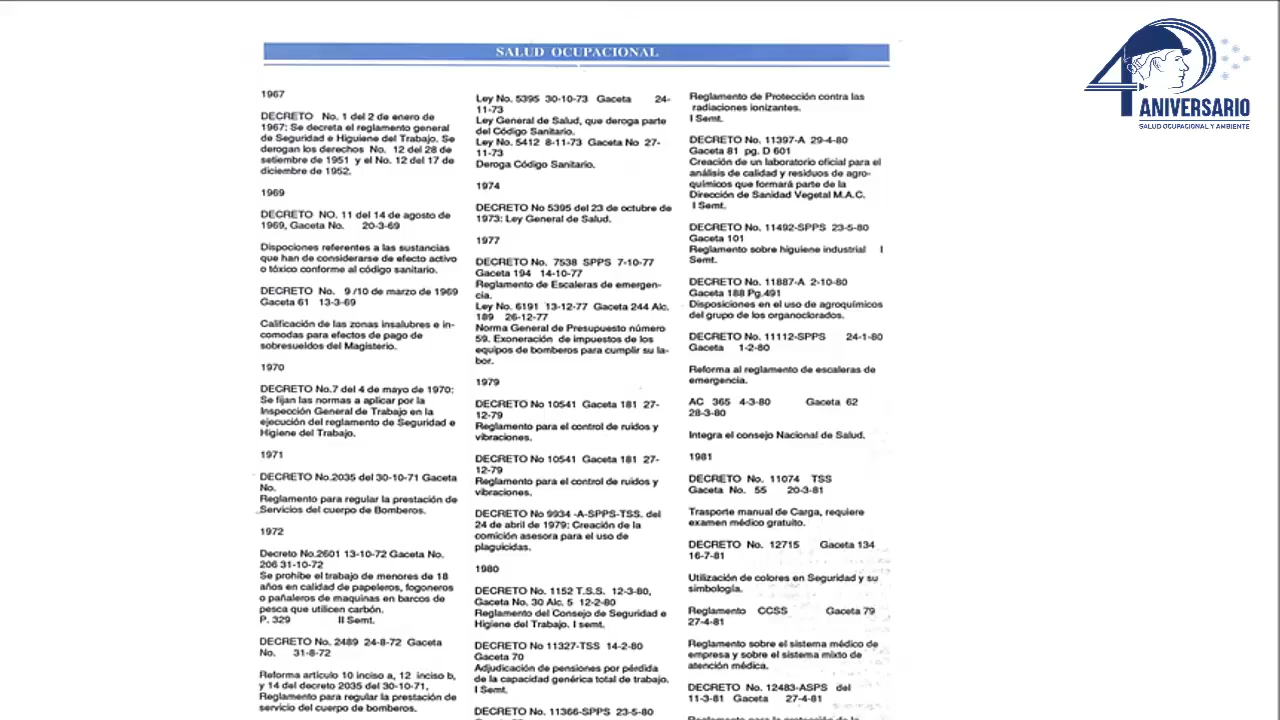 SALUD OCUPACIONAL
1967
DECRETO No. 1 del 2 de enero de
1967: Se decreta el reglamento general
de Seguridad e Higuiene del Trabajo. Se
derogan los derechos No. 12 del 28 de
setiembre de 1951 y el No. 12 del 17 de
diciembre de 1952.
1969
DECRETO NO. 11 del 14 de agosto de
1969, Gaceta No. 20-3-69
Dispociones referentes a las sustancias
que han de considerarse de efecto activo
o tóxico conforme al código sanitario.
DECRETO No. 9 /10 de marzo de 1969
Gaceta 61 13-3-69
Calificación de las zonas insalubres e in-
comodas para efectos de pago de
sobresueldos del Magisterio.
1970
DECRETO No.7 del 4 de mayo de 1970:
Se fijan las normas a aplicar por la
Inspección General de Trabajo en la
ejecución del reglamento de Seguridad e
Higiene del Trabajo.
1971
DECRETO No.2035 del 30-10-71 Gaceta
No.
Reglamento para regular la prestación de
Servicios del cuerpo de Bomberos.
1972
Decreto No.2601 13-10-72 Gaceta No.
206 31-10-72
Se prohibe el trabajo de menores de 18
años en calidad de papeleros, fogoneros
o pañaleros de maquinas en barcos de
pesca que utilicen carbón.
P. 329 II Semt.
DECRETO No. 2489 24-8-72 Gaceta
No. 31-8-72
Reforma artículo 10 inciso a, 12 inciso b,
y 14 del decreto 2035 del 30-10-71,
Reglamento para regular la prestación de
servicio del cuerpo de bomberos.
Ley No. 5395 30-10-73 Gaceta 24-
11-73
Ley General de Salud, que deroga parte
del Código Sanitario.
Ley No. 5412 8-11-73 Gaceta No 27-
11-73
Deroga Código Sanitario.
1974
DECRETO No 5395 del 23 de octubre de
1973: Ley General de Salud.
1977
DECRETO No. 7538 SPPS 7-10-77
Gaceta 194 14-10-77
Reglamento de Escaleras de emergen-
cia.
Ley No. 6191 13-12-77 Gaceta 244 Alc.
189 26-12-77
Norma General de Presupuesto número
59. Exoneración de impuestos de los
equipos de bomberos para cumplir su la-
bor.
1979
DECRETO No 10541 Gaceta 181 27-
12-79
Reglamento para el control de ruidos y
vibraciones.
DECRETO No 10541 Gaceta 181 27-
12-79
Reglamento para el control de ruidos y
vibraciones.
DECRETO No 9934 -A-SPPS-TSS. del
24 de abril de 1979: Creación de la
comición asesora para el uso de
plaguicidas.
1980
DECRETO No. 1152 T.S.S. 12-3-80,
Gaceta No. 30 Alc. 5 12-2-80
Reglamento del Consejo de Seguridad e
Higiene del Trabajo. I semt.
DECRETO No 11327-TSS 14-2-80
Gaceta 70
Adjudicación de pensiones por pérdida
de la capacidad genérica total de trabajo.
I Semt.
DECRETO No. 11366-SPPS 23-5-80
Reglamento de Protección contra las
radiaciones ionizantes.
I Semt.
DECRETO No. 11397-A 29-4-80
Gaceta 81 pg. D 601
Creación de un laboratorio oficial para el
análisis de calidad y residuos de agro-
químicos que formará parte de la
Dirección de Sanidad Vegetal M.A.C.
I Semt.
DECRETO No. 11492-SPPS 23-5-80
Gaceta 101
Reglamento sobre higuiene industrial I
Semt.
DECRETO No. 11887-A 2-10-80
Gaceta 188 Pg.491
Disposiciones en el uso de agroquímicos
del grupo de los organoclorados.
DECRETO No. 11112-SPPS 24-1-80
Gaceta 1-2-80
Reforma al reglamento de escaleras de
emergencia.
AC 365 4-3-80 Gaceta 62
28-3-80
Integra el consejo Nacional de Salud.
1981
DECRETO No. 11074 TSS
Gaceta No. 55 20-3-81
Trasporte manual de Carga, requiere
examen médico gratuito.
DECRETO No. 12715 Gaceta 134
16-7-81
Utilización de colores en Seguridad y su
simbología.
Reglamento CCSS Gaceta 79
27-4-81
Reglamento sobre el sistema médico de
empresa y sobre el sistema mixto de
atención médica.
DECRETO No. 12483-ASPS del
11-3-81 Gaceta 27-4-81
40
ANIVERSARIO
SALUD OCUPACIONAL Y AMBIENTE